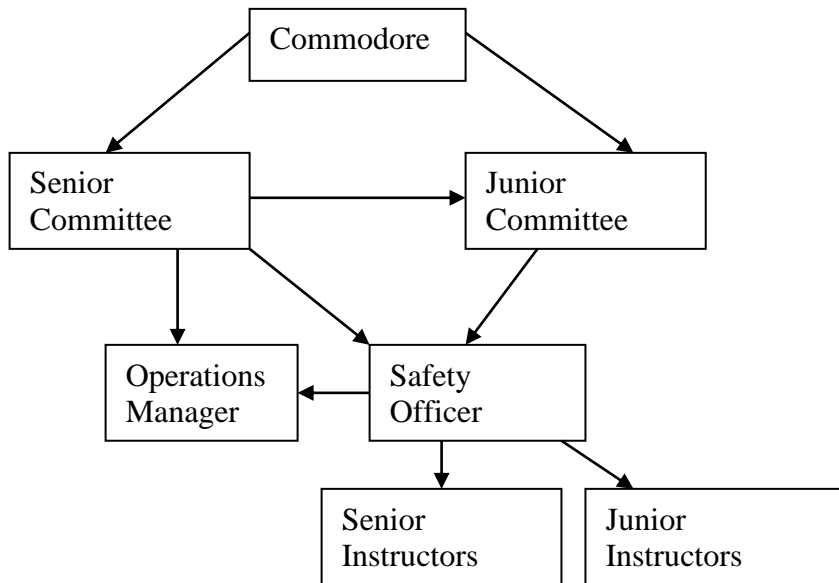 Commodore
Senior
Committee
Junior
Committee
Operations
Manager
Safety
Officer
Senior
Instructors
Junior
Instructors